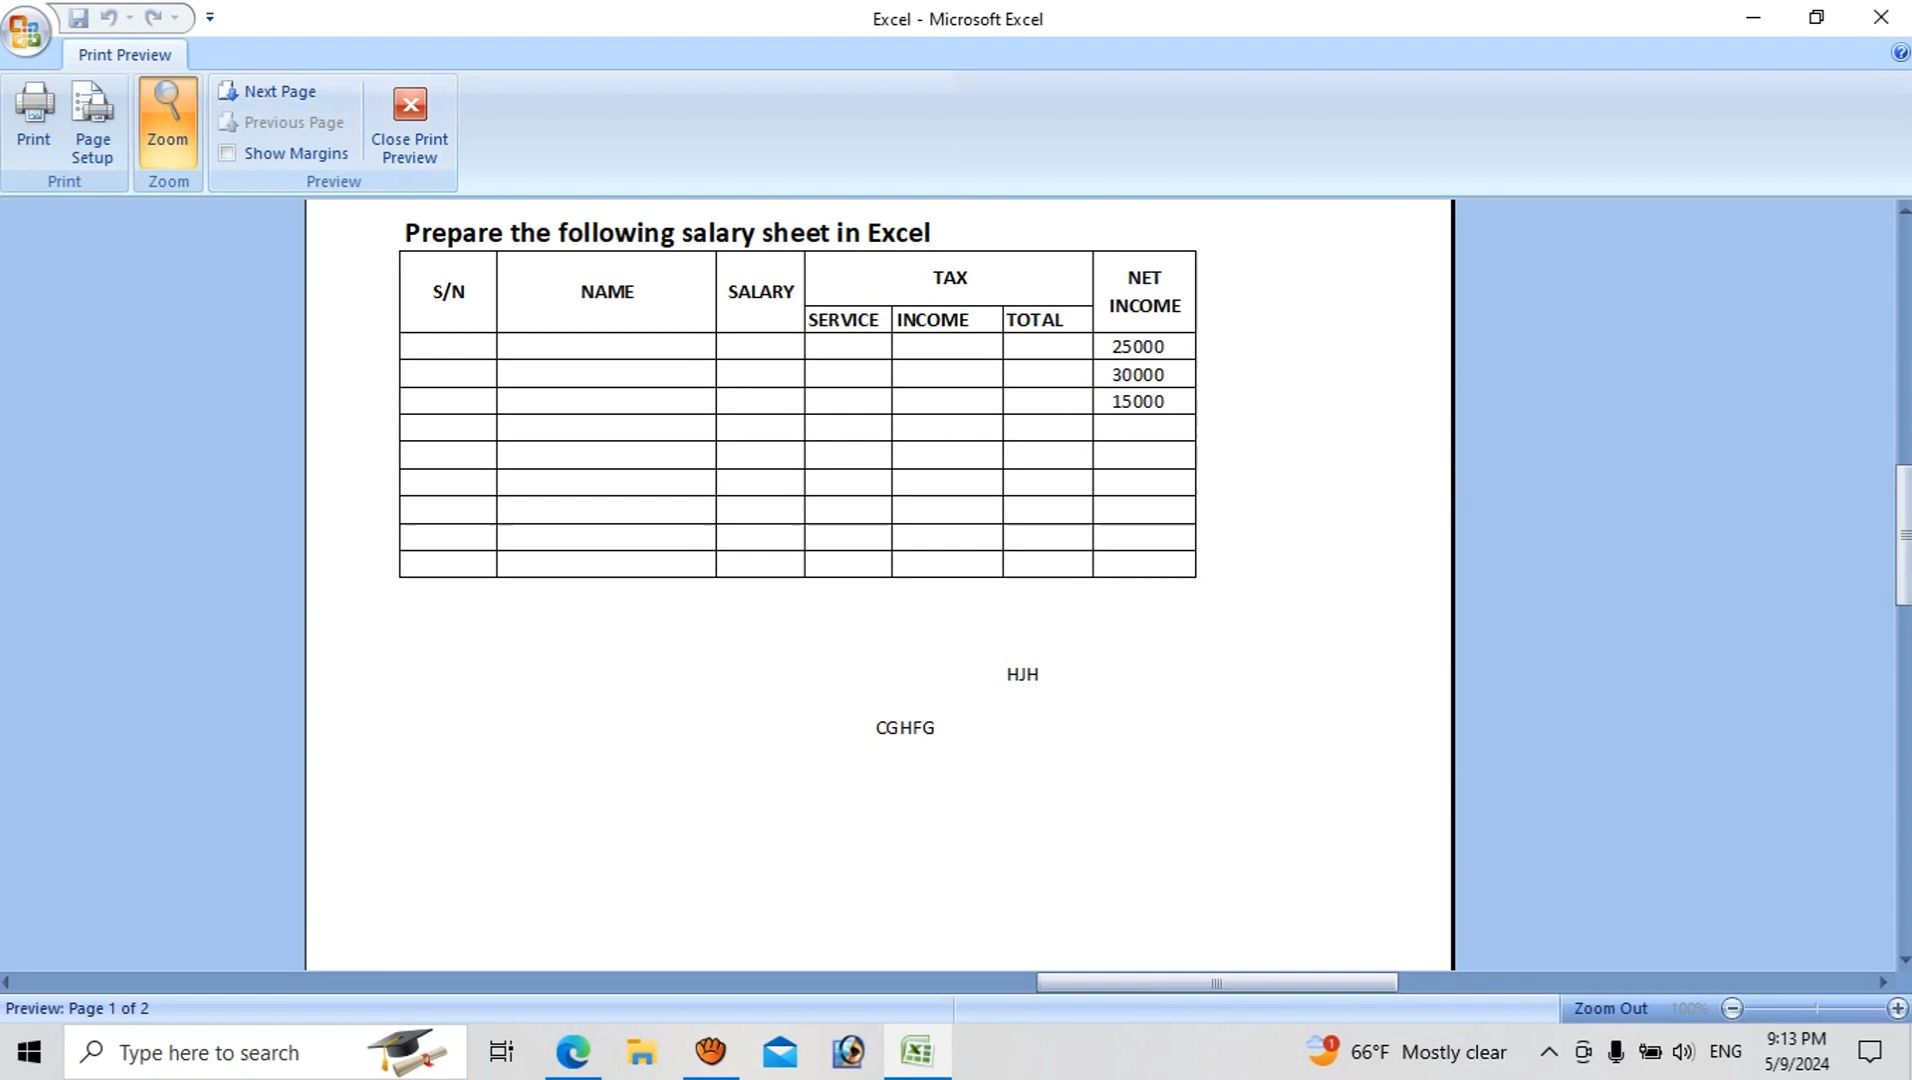 Excel - Microsoft Excel
Print Preview
Print
Page Setup
Zoom
Next Page
Previous Page
Show Margins
Close Print Preview
Print
Zoom
Preview
Prepare the following salary sheet in Excel
S/N NAME SALARY TAX NET INCOME
SERVICE INCOME TOTAL
25000
30000
15000
HJH
CGHFG
Preview: Page 1 of 2
Zoom Out 100%
Type here to search
1
66°F Mostly clear
ENG
9:13 PM
5/9/2024